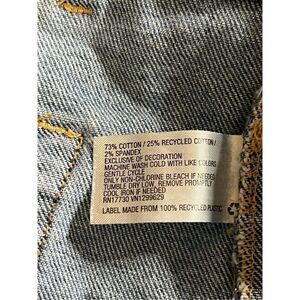 73% COTTON / 25% RECYCLED COTTON /
2% SPANDEX
EXCLUSIVE OF DECORATION
MACHINE WASH COLD WITH LIKE COLORS
GENTLE CYCLE
ONLY NON-CHLORINE BLEACH IF NEEDED
TUMBLE DRY LOW, REMOVE PROMPTLY
COOL IRON IF NEEDED
RN17730 VN1299629
LABEL MADE FROM 100% RECYCLED PLASTIC